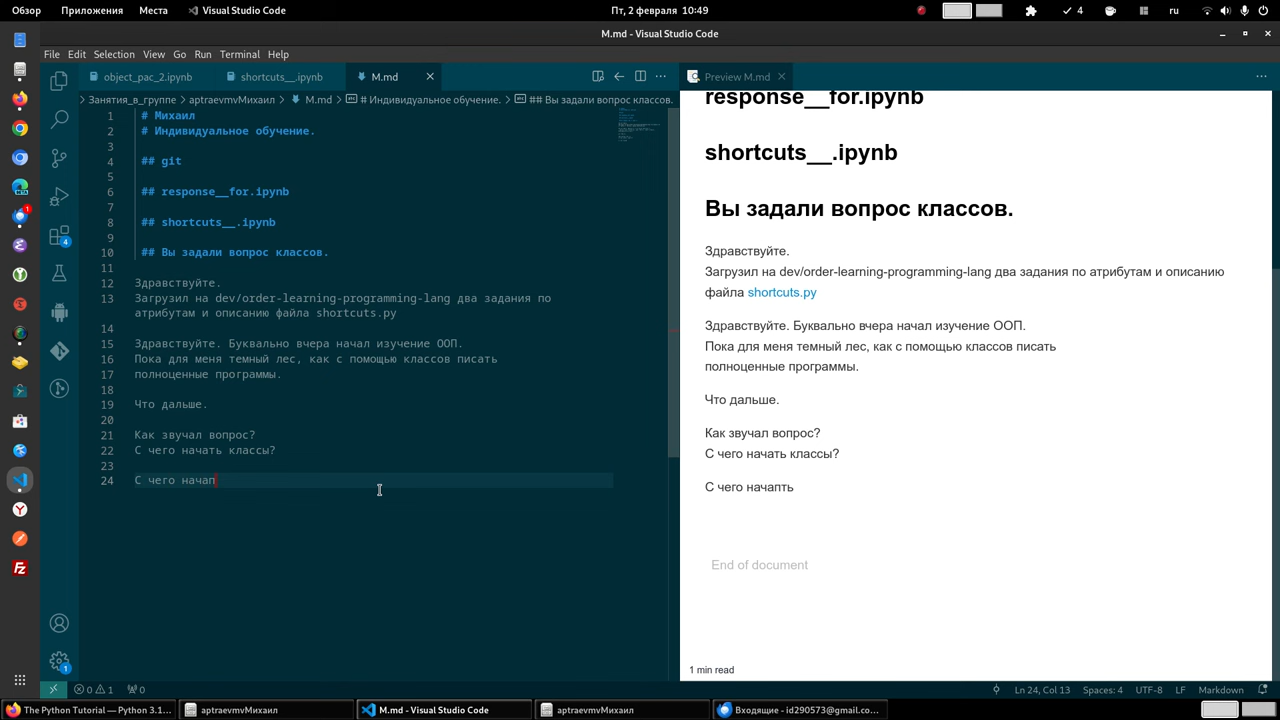 Обзор Приложения Места Visual Studio Code Пт, 2 февраля 10:49 4 ru
M.md - Visual Studio Code
File Edit Selection View Go Run Terminal Help
object_pac_2.ipynb shortcuts__.ipynb M.md Preview M.md
Занятия_в_группе > aptraevmvМихаил > M.md > # Индивидуальное обучение. > ## Вы задали вопрос классов.
1 # Михаил
2 # Индивидуальное обучение.
3
4 ## git
5
6 ## response__for.ipynb
7
8 ## shortcuts__.ipynb
9
10 ## Вы задали вопрос классов.
11
12 Здравствуйте.
13 Загрузил на dev/order-learning-programming-lang два задания по
атрибутам и описанию файла shortcuts.py
14
15 Здравствуйте. Буквально вчера начал изучение ООП.
16 Пока для меня темный лес, как с помощью классов писать
17 полноценные программы.
18
19 Что дальше.
20
21 Как звучал вопрос?
22 С чего начать классы?
23
24 С чего начап
response__for.ipynb
shortcuts__.ipynb
Вы задали вопрос классов.
Здравствуйте.
Загрузил на dev/order-learning-programming-lang два задания по атрибутам и описанию
файла shortcuts.py
Здравствуйте. Буквально вчера начал изучение ООП.
Пока для меня темный лес, как с помощью классов писать
полноценные программы.
Что дальше.
Как звучал вопрос?
С чего начать классы?
С чего начапть
End of document
1 min read
4
1
1
0 1 0 Ln 24, Col 13 Spaces: 4 UTF-8 LF Markdown
The Python Tutorial — Python 3.1… aptraevmvМихаил M.md - Visual Studio Code aptraevmvМихаил Входящие - id290573@gmail.co…